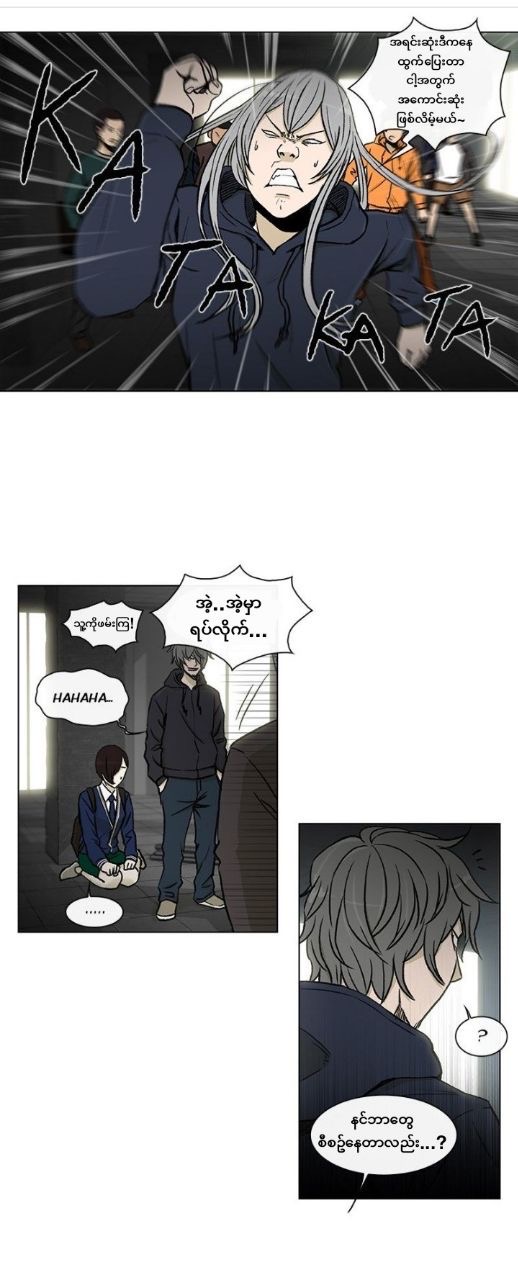 အရင်းဆုံးဒီကနေ
ထွက်ပြေးတာ
ငါ့အတွက်
အကောင်းဆုံး
ဖြစ်လိမ့်မယ်~
KA
TA
KA
TA
အဲ့..အဲ့မှာ
ရပ်လိုက်...
သူ့ကိုဖမ်းကြ!
HAHAHA...
.....
?
နင်ဘာတွေ
စီစဥ်နေတာလည်း...?